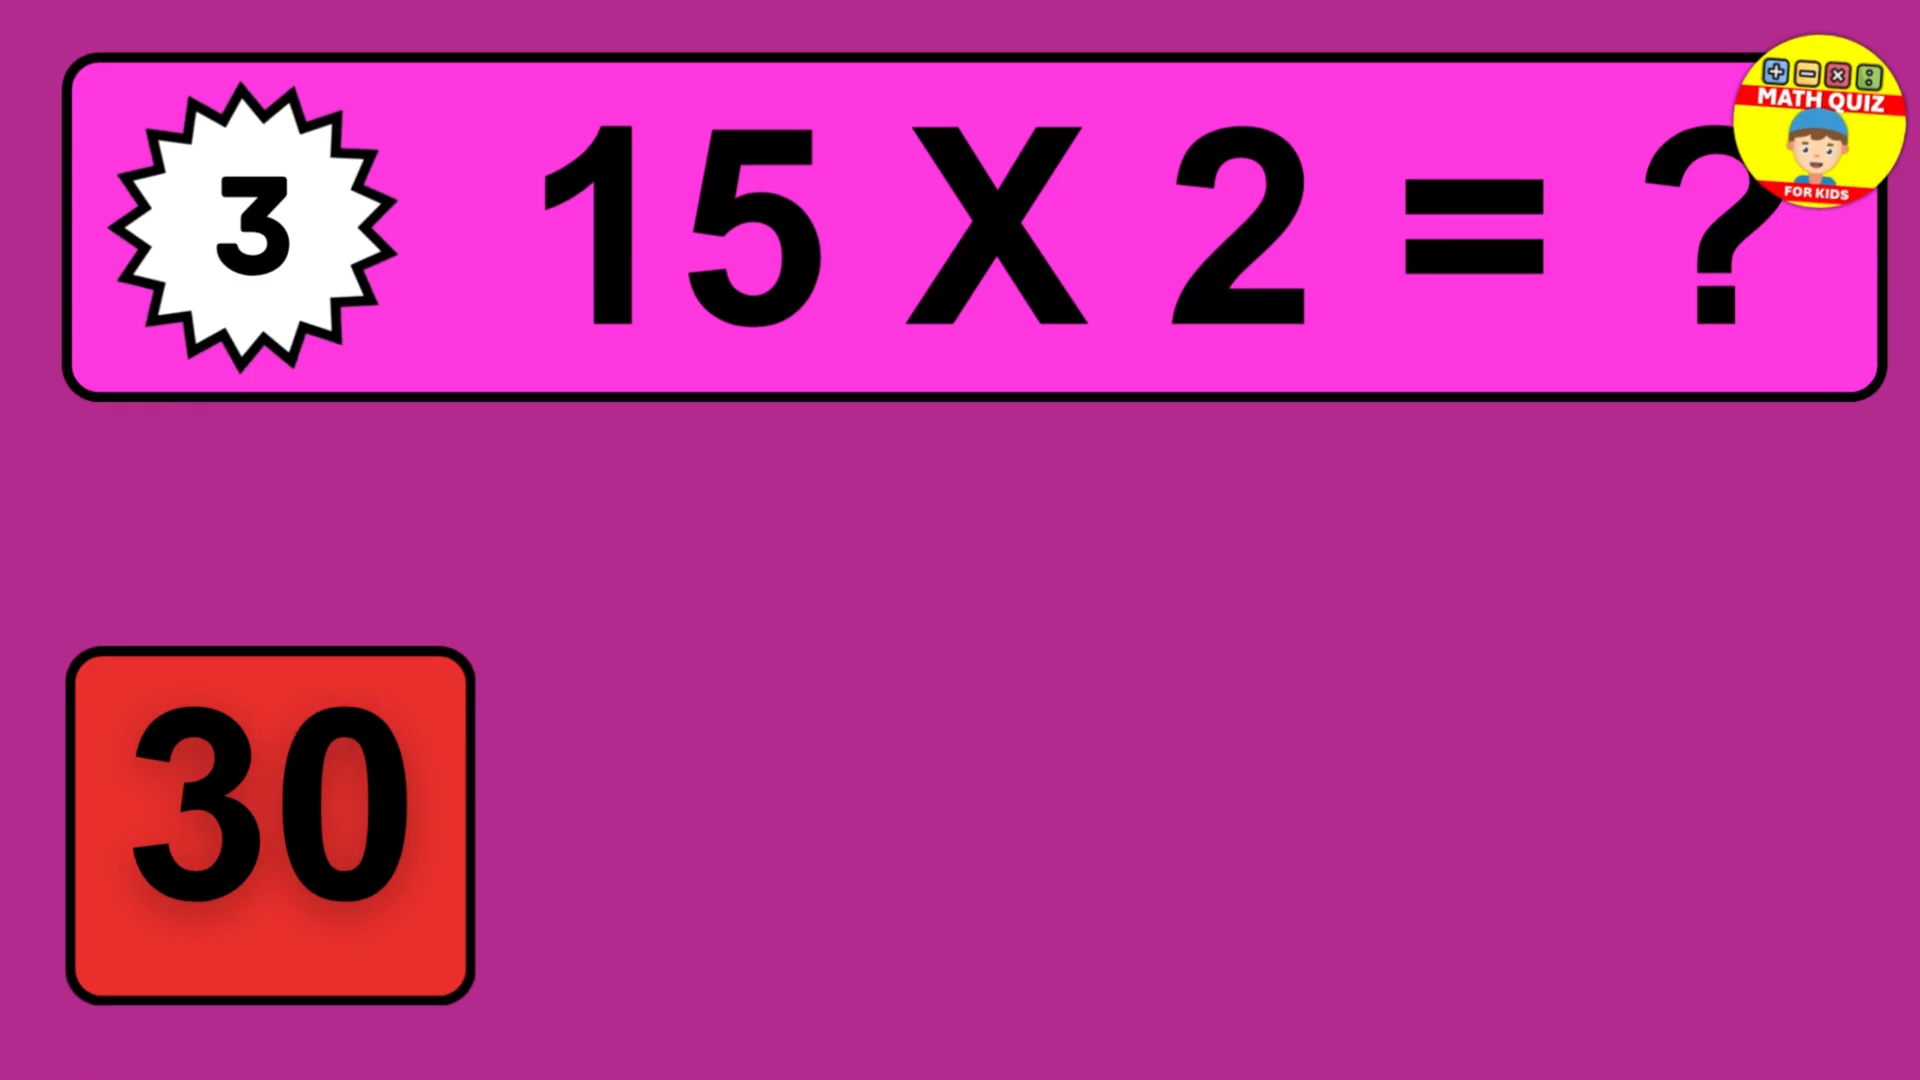 3
15 X 2 = ?
+ - × :
MATH QUIZ
FOR KIDS
30